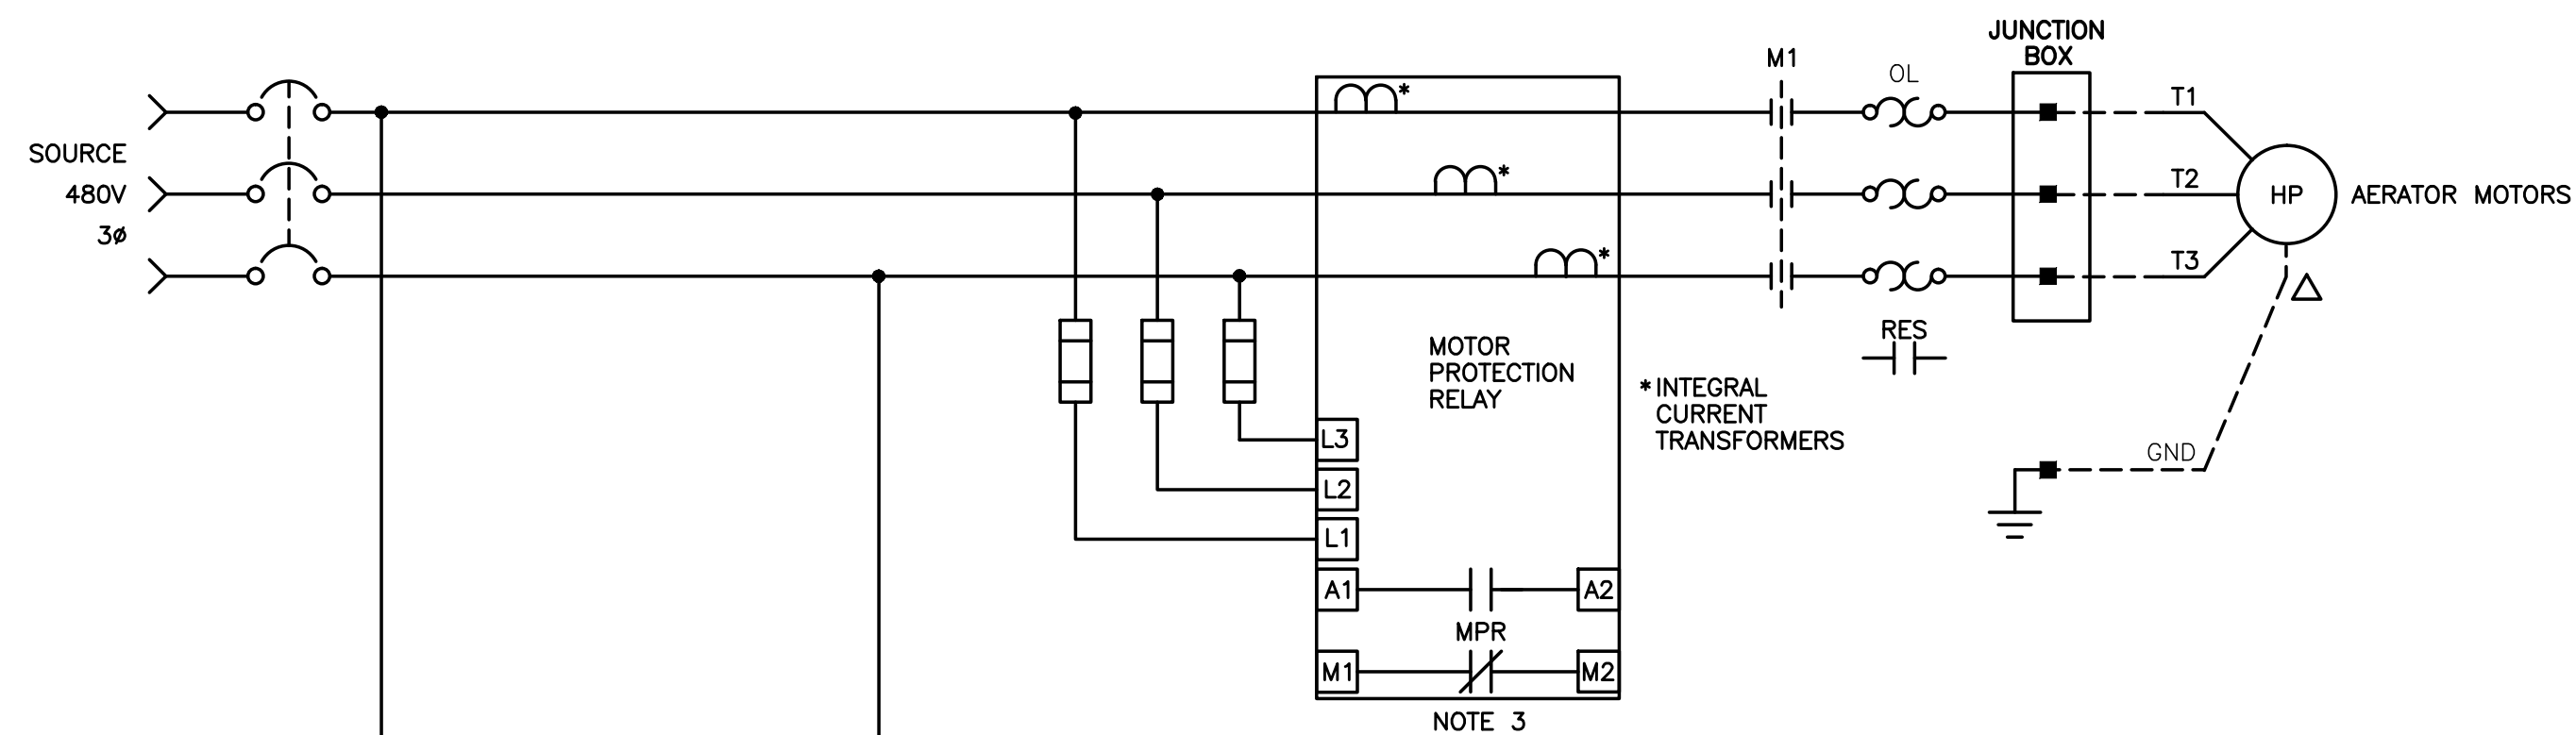 SOURCE
480V
3ø
MOTOR
PROTECTION
RELAY
*
*
*
L3
L2
L1
A1
A2
MPR
M1
M2
NOTE 3
* INTEGRAL
CURRENT
TRANSFORMERS
M1
OL
RES
JUNCTION
BOX
T1
T2
T3
HP
AERATOR MOTORS
GND